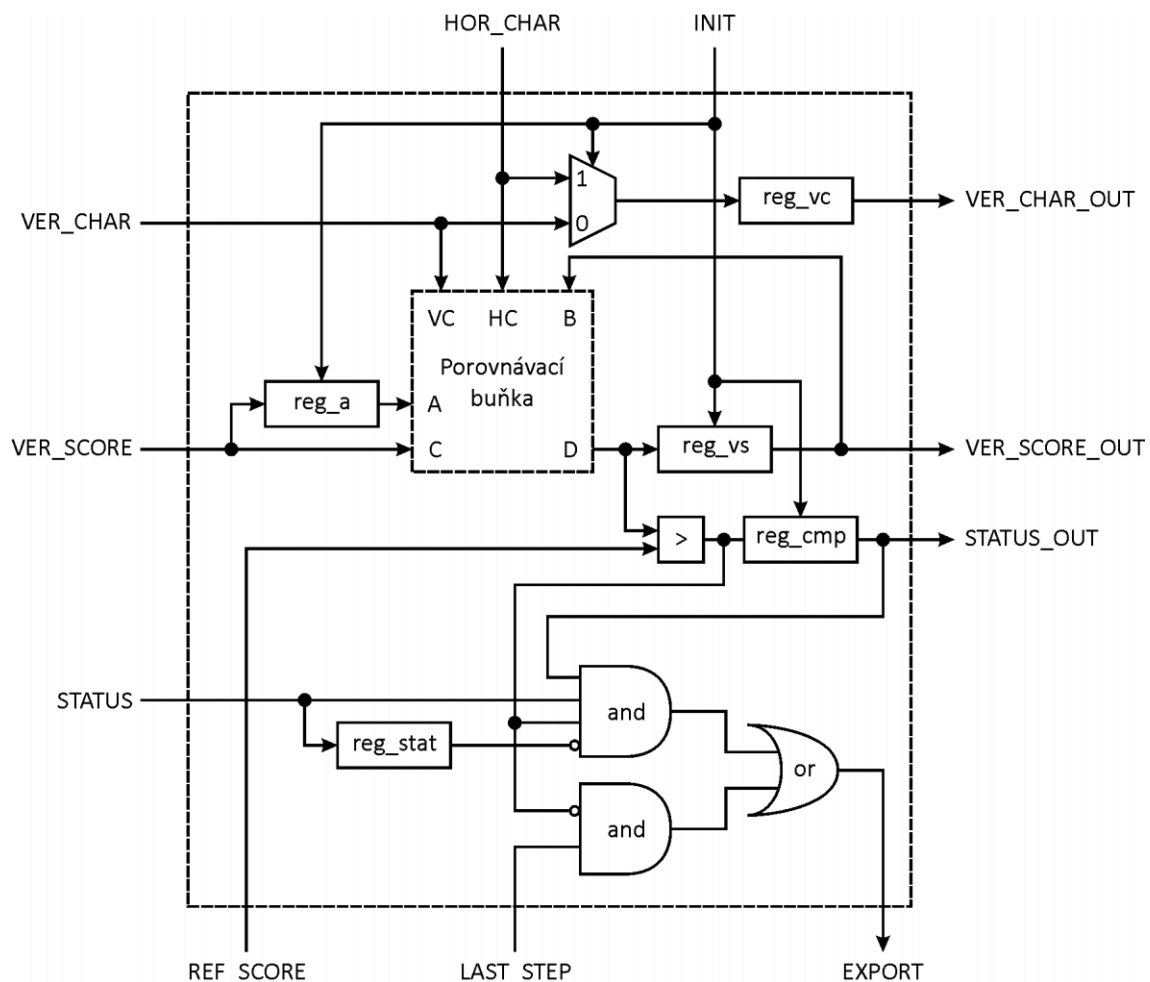 HOR_CHAR INIT
1
reg_vc
VER_CHAR_OUT
VER_CHAR
0
VC HC B
Porovnávací
buňka
reg_a
A
VER_SCORE
C
D
reg_vs
VER_SCORE_OUT
>
reg_cmp
STATUS_OUT
STATUS
and
reg_stat
or
and
REF_SCORE LAST_STEP EXPORT